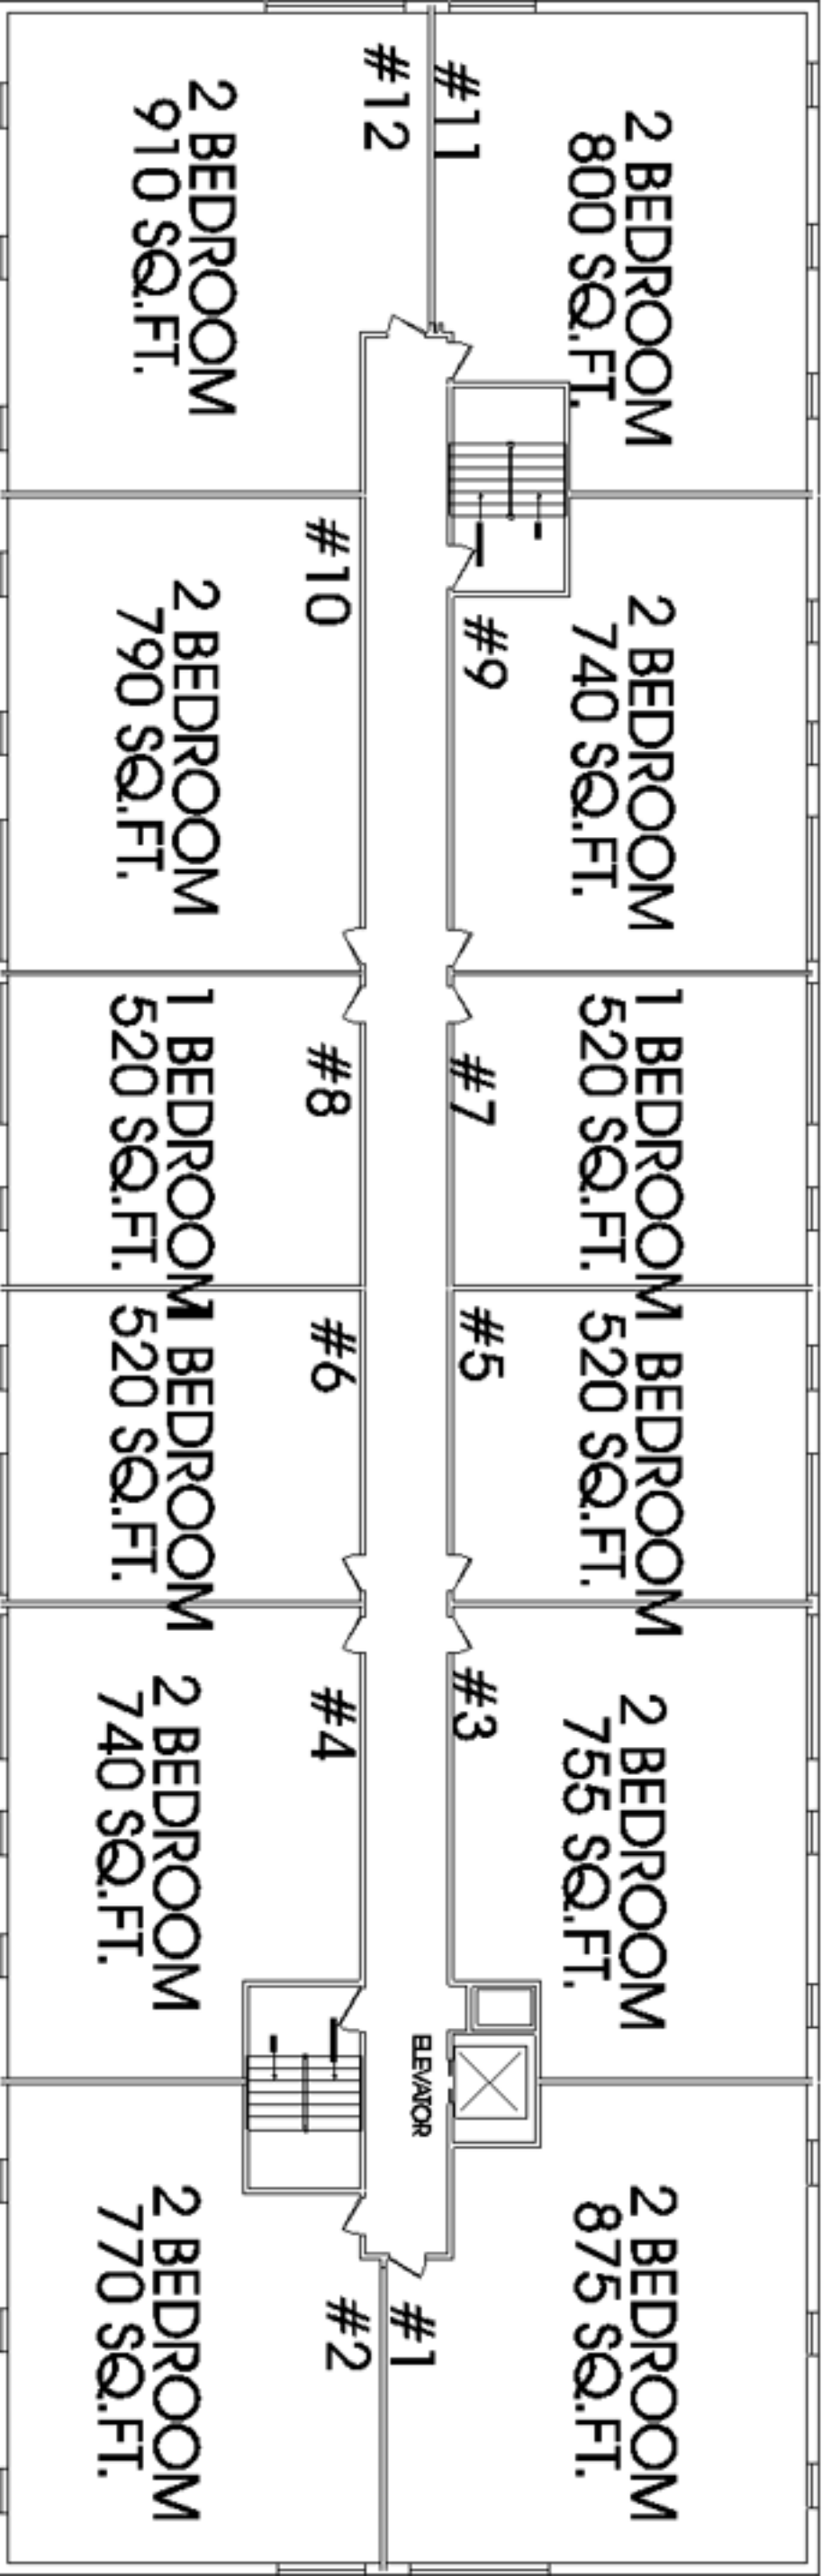 2 BEDROOM
800 SQ.FT.
#11
2 BEDROOM
740 SQ.FT.
#9
1 BEDROOM
520 SQ.FT.
#7
1 BEDROOM
520 SQ.FT.
#5
2 BEDROOM
755 SQ.FT.
#3
2 BEDROOM
875 SQ.FT.
#1
ELEVATOR
#12
2 BEDROOM
910 SQ.FT.
#10
2 BEDROOM
790 SQ.FT.
#8
1 BEDROOM
520 SQ.FT.
#6
1 BEDROOM
520 SQ.FT.
#4
2 BEDROOM
740 SQ.FT.
#2
2 BEDROOM
770 SQ.FT.